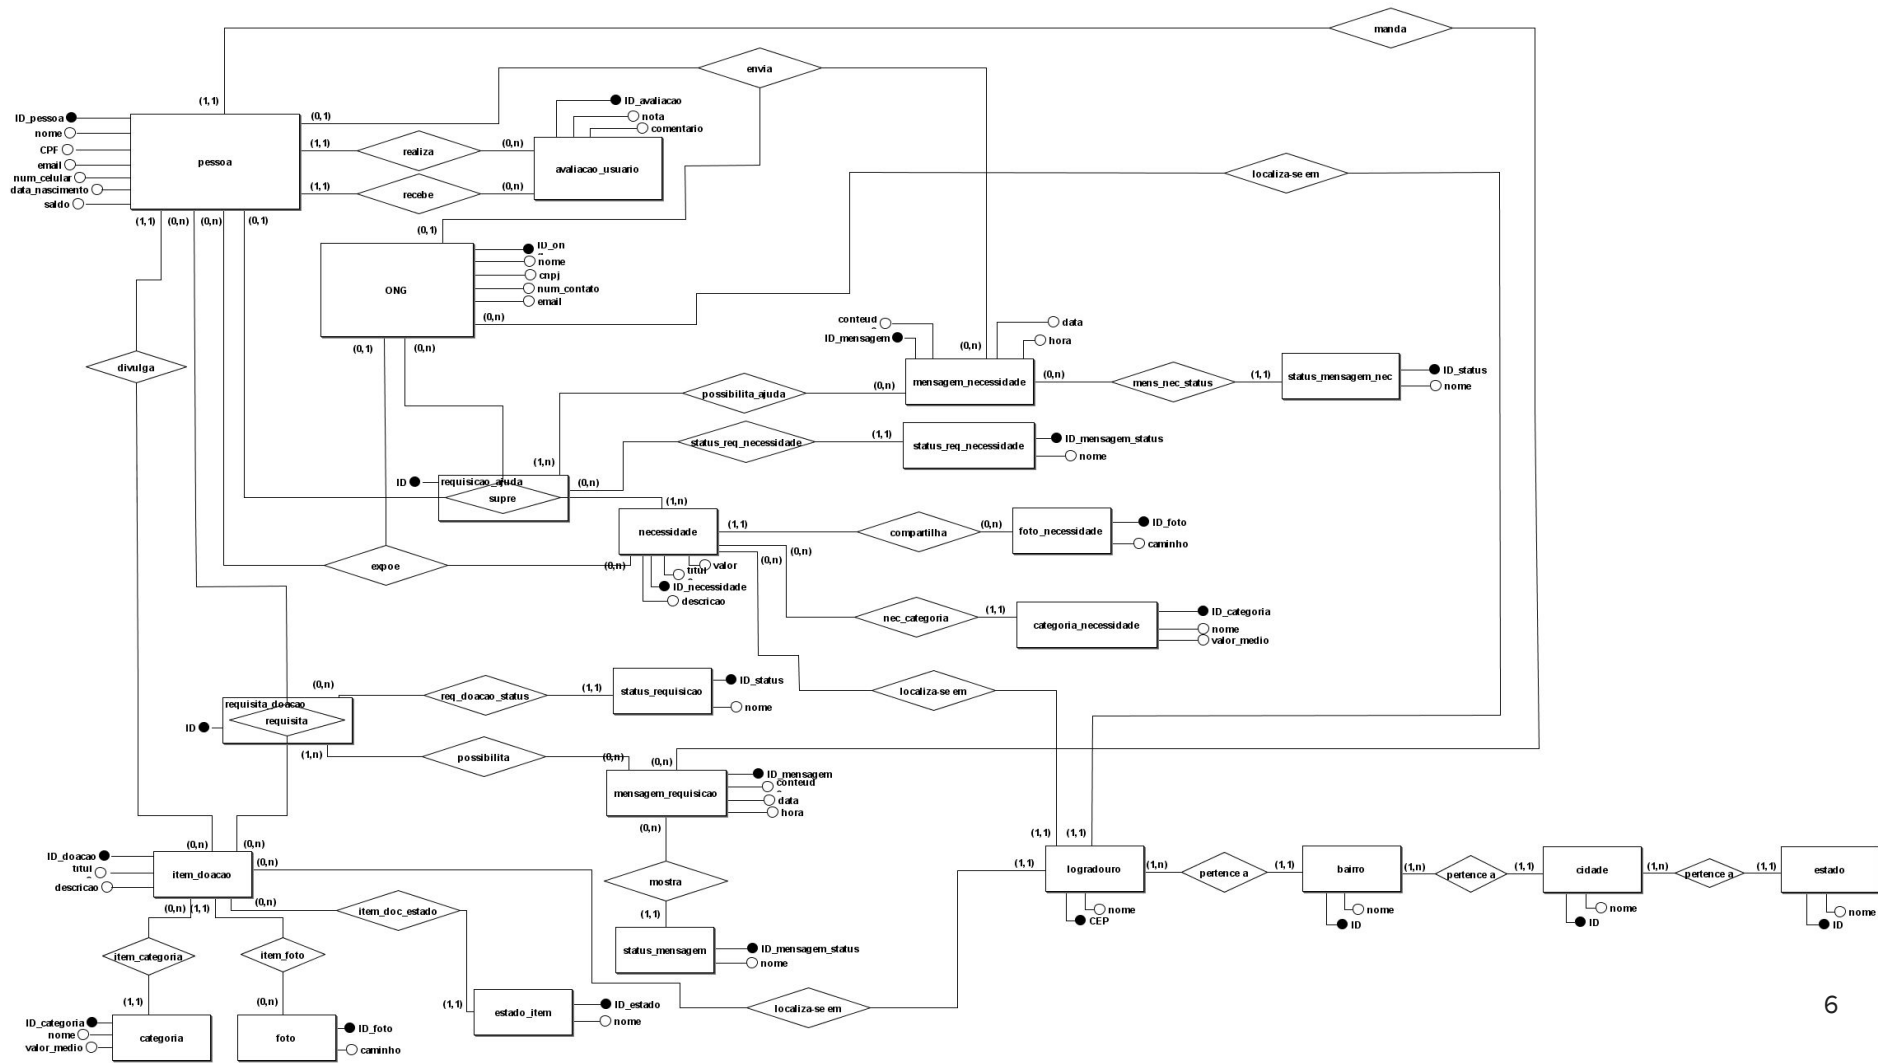 manda
envia
(1,1)
ID_pessoa
nome
CPF
email
num_celular
data_nascimento
saldo
pessoa
(0,1)
(1,1)
realiza
(0,n)
(1,1)
recebe
(0,n)
ID_avaliacao
nota
comentario
avaliacao_usuario
localiza-se em
(1,1)
(0,n)
(0,n)
(0,1)
(0,1)
ID_on
nome
cnpj
num_contato
email
ONG
(0,n)
(0,1)
(0,n)
divulga
conteud
ID_mensagem
data
hora
(0,n)
mensagem_necessidade
(0,n)
mens_nec_status
(1,1)
status_mensagem_nec
ID_status
nome
possibilita_ajuda
(0,n)
status_req_necessidade
(1,1)
status_req_necessidade
ID_mensagem_status
nome
(1,n)
ID
requisicao_ajuda
supre
(0,n)
(1,n)
necessidade
(1,1)
compartilha
(0,n)
foto_necessidade
ID_foto
caminho
expoe
(0,n)
(0,n)
(0,n)
valor
titul
ID_necessidade
descricao
nec_categoria
(1,1)
categoria_necessidade
ID_categoria
nome
valor_medio
(0,n)
req_doacao_status
(1,1)
status_requisicao
ID_status
nome
localiza-se em
requisita_doacao
requisita
ID
(1,n)
possibilita
(0,n)
(0,n)
mensagem_requisicao
ID_mensagem
conteud
data
hora
(0,n)
mostra
(1,1)
status_mensagem
ID_mensagem_status
nome
(0,n)
(0,n)
ID_doacao
titul
descricao
item_doacao
(0,n)
(0,n)
(1,1)
(0,n)
item_doc_estado
item_categoria
item_foto
(1,1)
(0,n)
(1,1)
ID_categoria
nome
valor_medio
categoria
foto
ID_foto
caminho
estado_item
ID_estado
nome
localiza-se em
(1,1)
(1,1)
(1,1)
logradouro
nome
CEP
(1,n)
pertence a
(1,1)
bairro
nome
ID
(1,n)
pertence a
(1,1)
cidade
nome
ID
(1,n)
pertence a
(1,1)
estado
nome
ID
6